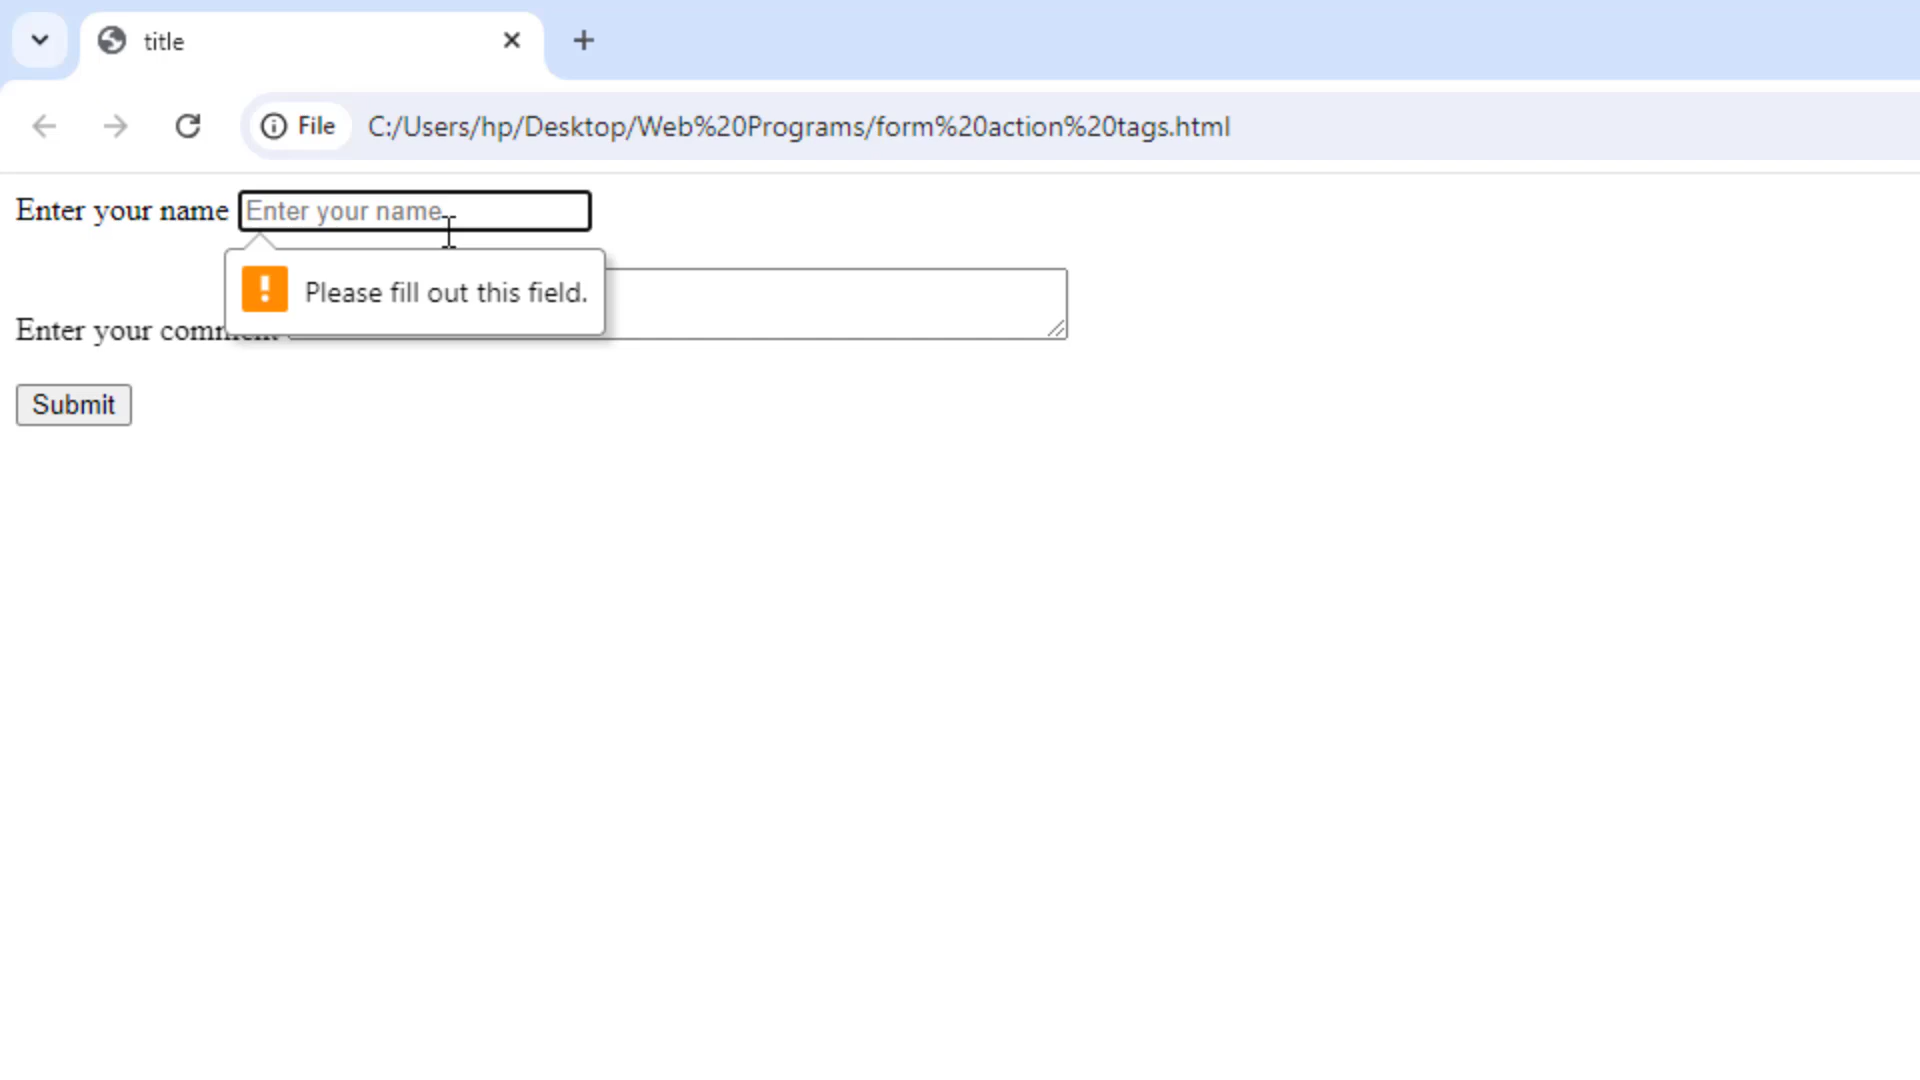 title
File C:/Users/hp/Desktop/Web%20Programs/form%20action%20tags.html
Enter your name Enter your name
Please fill out this field.
Enter your comment
Submit